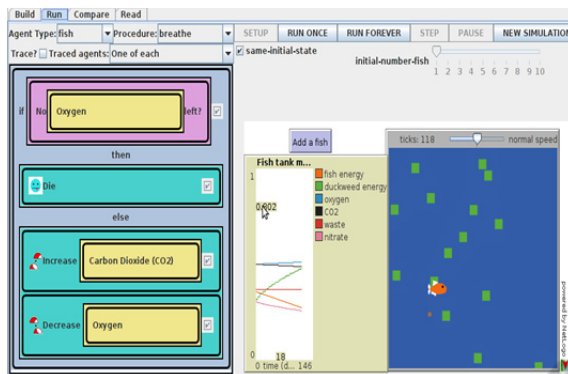 Build Run Compare Read
Agent Type: fish Procedure: breathe SETUP RUN ONCE RUN FOREVER STEP PAUSE NEW SIMULATION
Trace? Traced agents: One of each same-initial-state
initial-number-fish
1 2 3 4 5 6 7 8 9 10
if No Oxygen left?
then
Die
else
Increase Carbon Dioxide (CO2)
Decrease Oxygen
Add a fish
ticks: 118 normal speed
Fish tank m...
1
0.902
0
18
0 time (d... 146
fish energy
duckweed energy
oxygen
CO2
waste
nitrate
powered by NetLogo